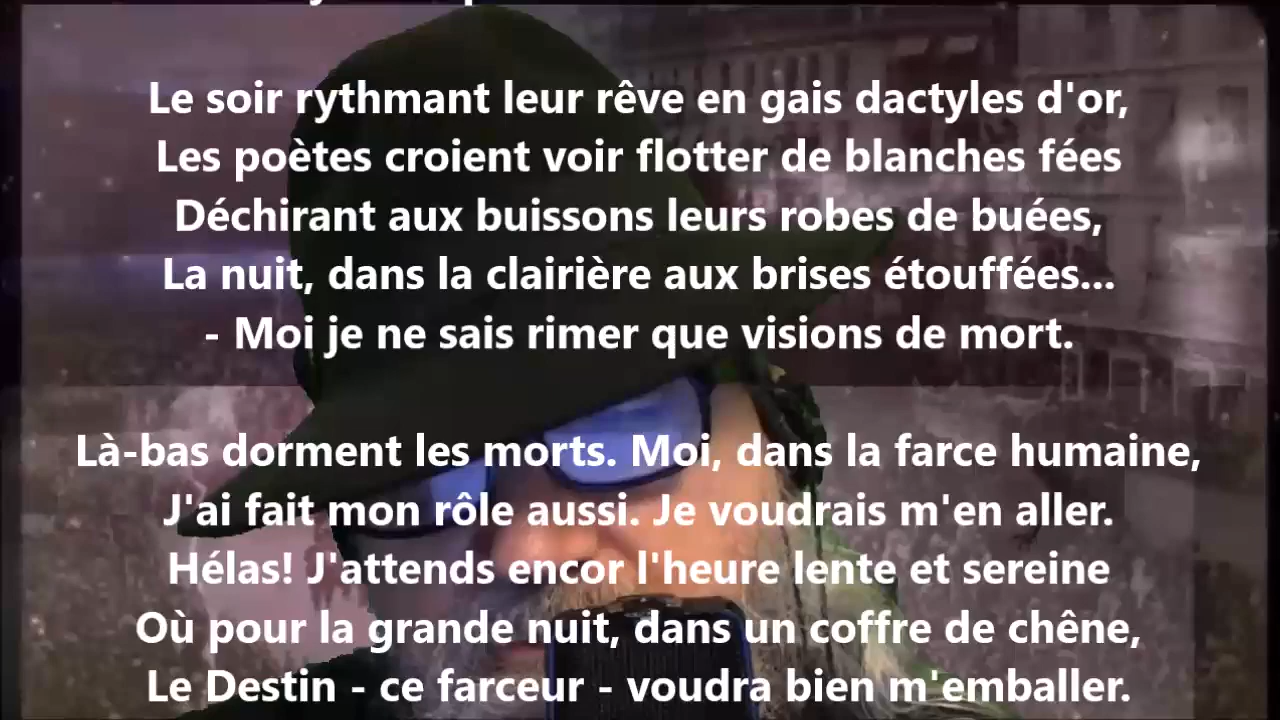 Le soir rythmant leur rêve en gais dactyles d'or,
Les poètes croient voir flotter de blanches fées
Déchirant aux buissons leurs robes de buées,
La nuit, dans la clairière aux brises étouffées...
- Moi je ne sais rimer que visions de mort.
Là-bas dorment les morts. Moi, dans la farce humaine,
J'ai fait mon rôle aussi. Je voudrais m'en aller.
Hélas! J'attends encor l'heure lente et sereine
Où pour la grande nuit, dans un coffre de chêne,
Le Destin - ce farceur - voudra bien m'emballer.